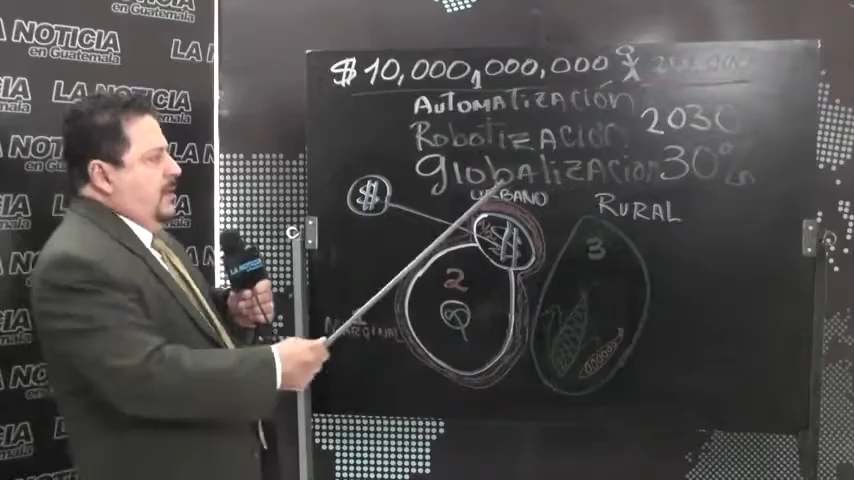 LA NOTICIA
en Guatemala
$ 10,000,000,000
AUTOMATIZACIÓN
ROBOTIZACIÓN 2030
GLOBALIZACIÓN 30%
URBANO
RURAL
$
3
2
MARGINAL
LA NOTICIA